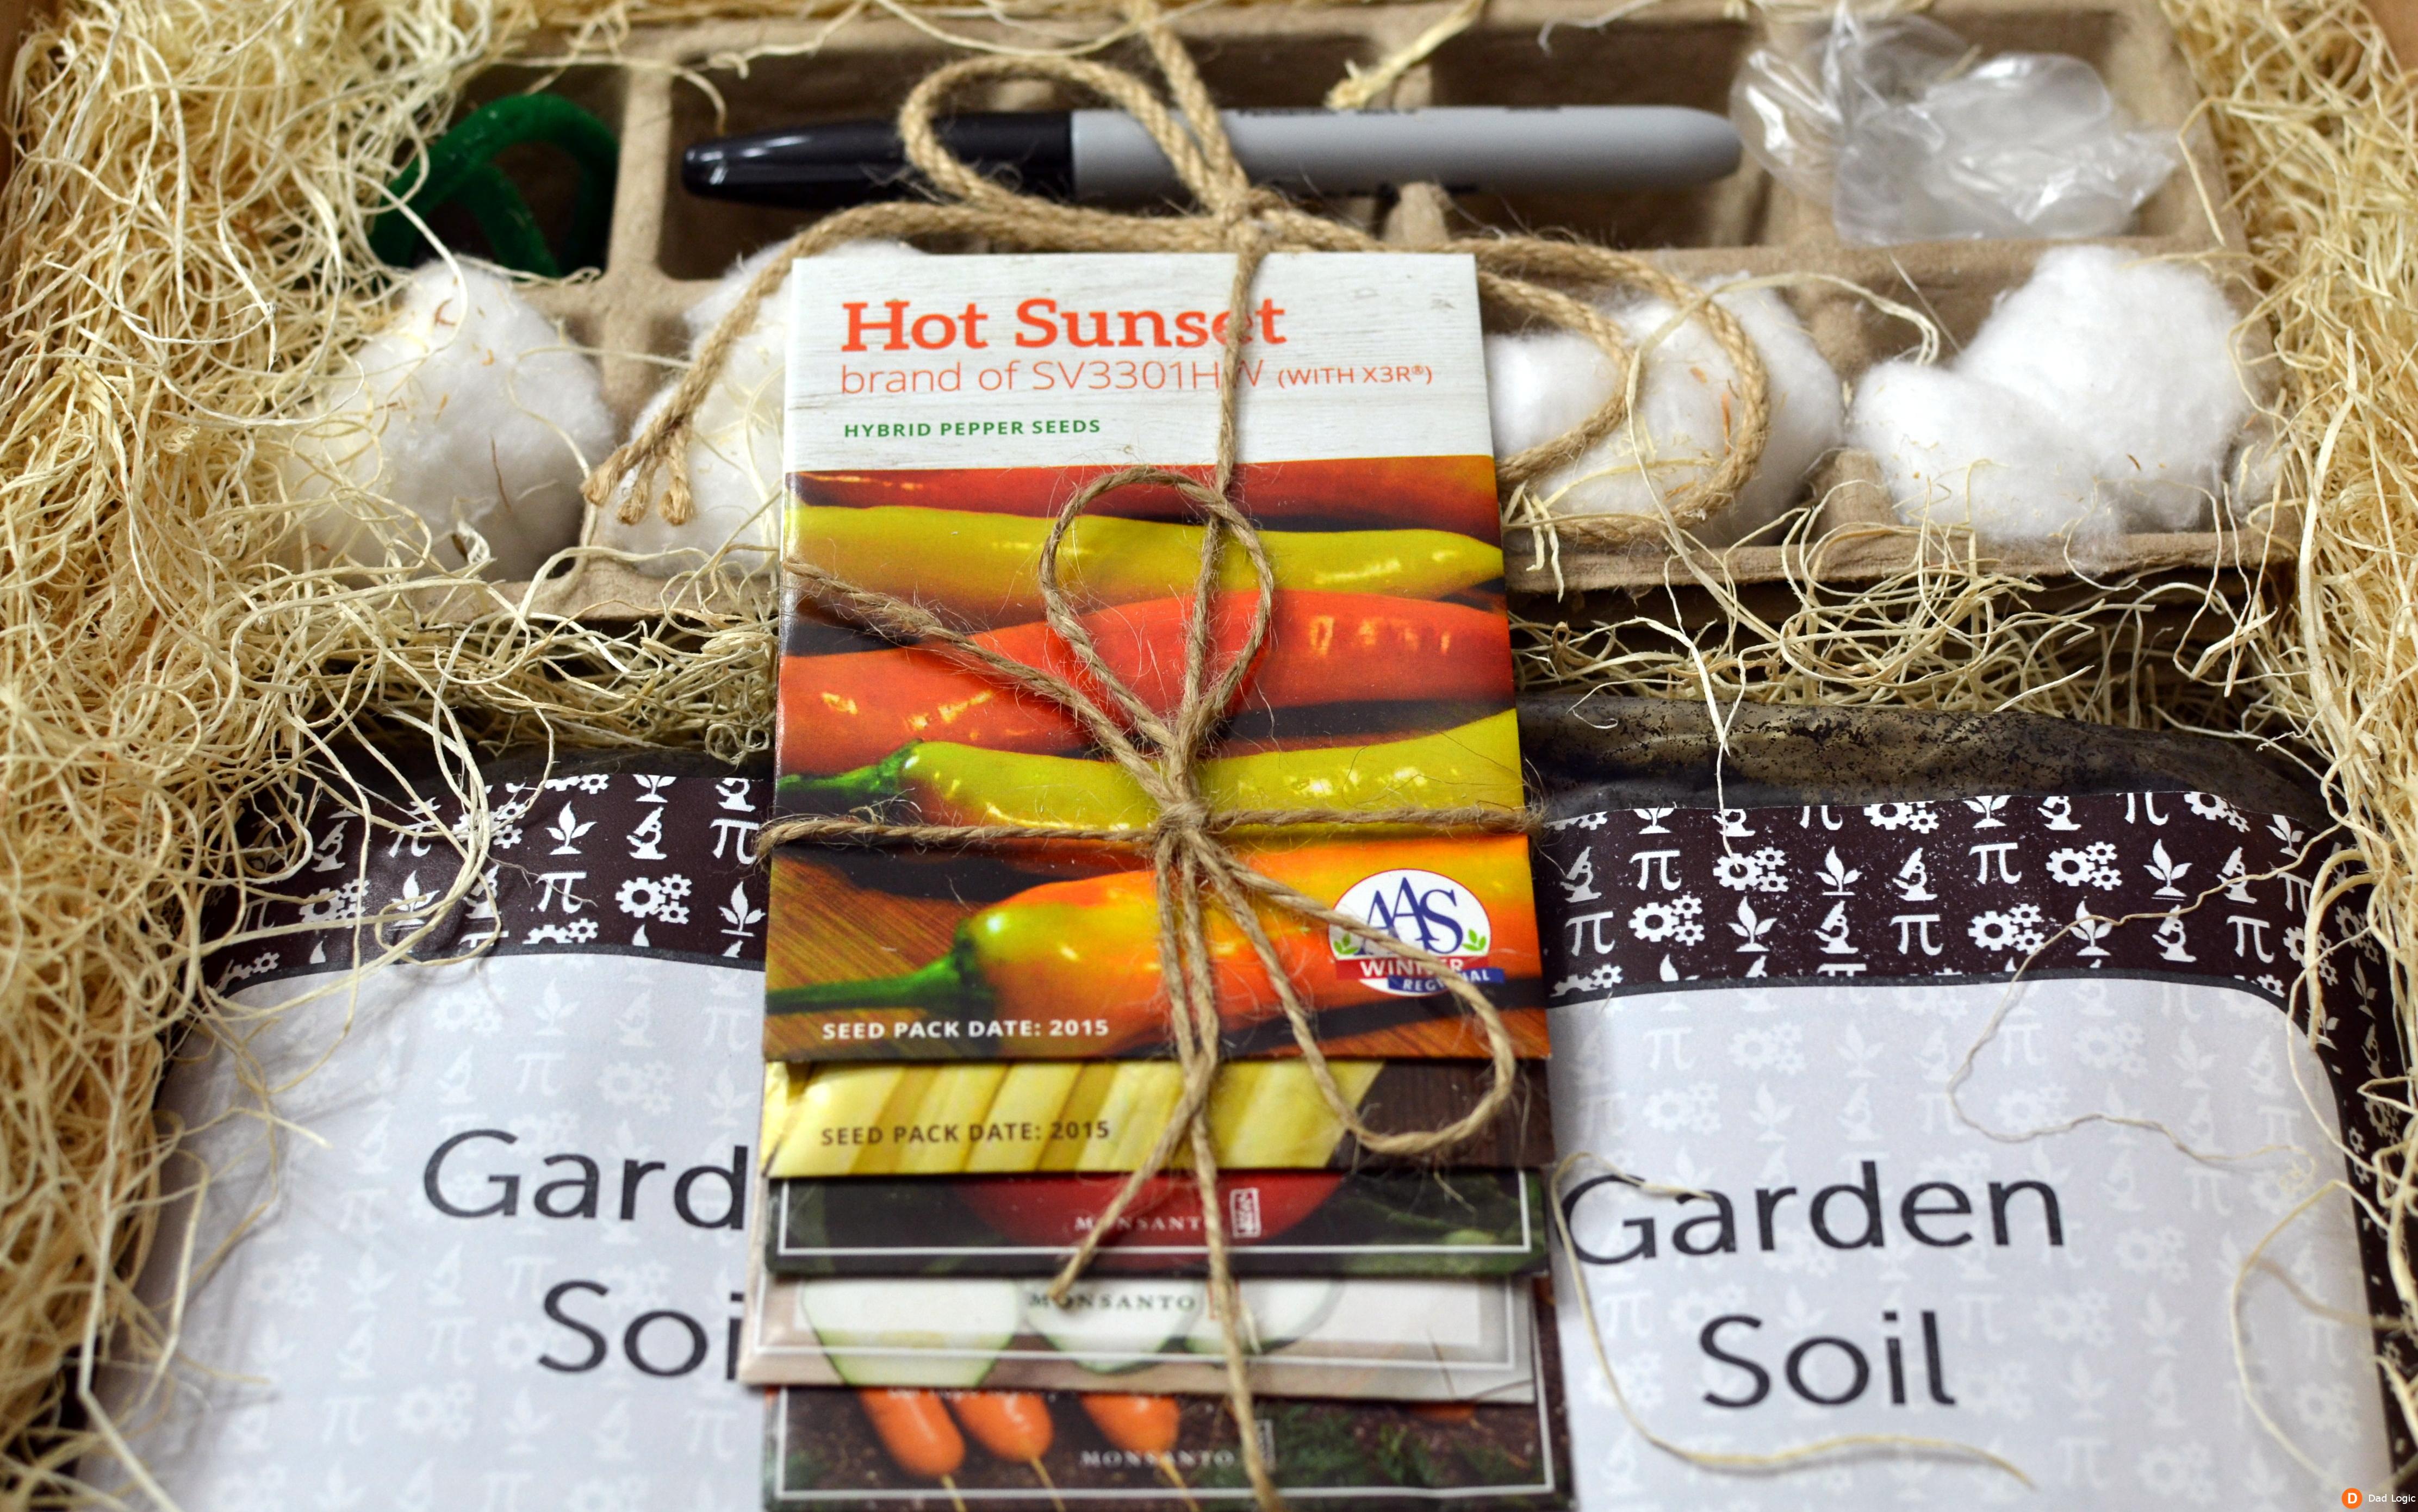 Hot Sunset
brand of SV3301HW (WITH X3R®)
HYBRID PEPPER SEEDS
AAS
WINNER
REGIONAL
SEED PACK DATE: 2015
SEED PACK DATE: 2015
MONSANTO
MONSANTO
MONSANTO
Gard
Soi
Garden
Soil
D Dad Logic